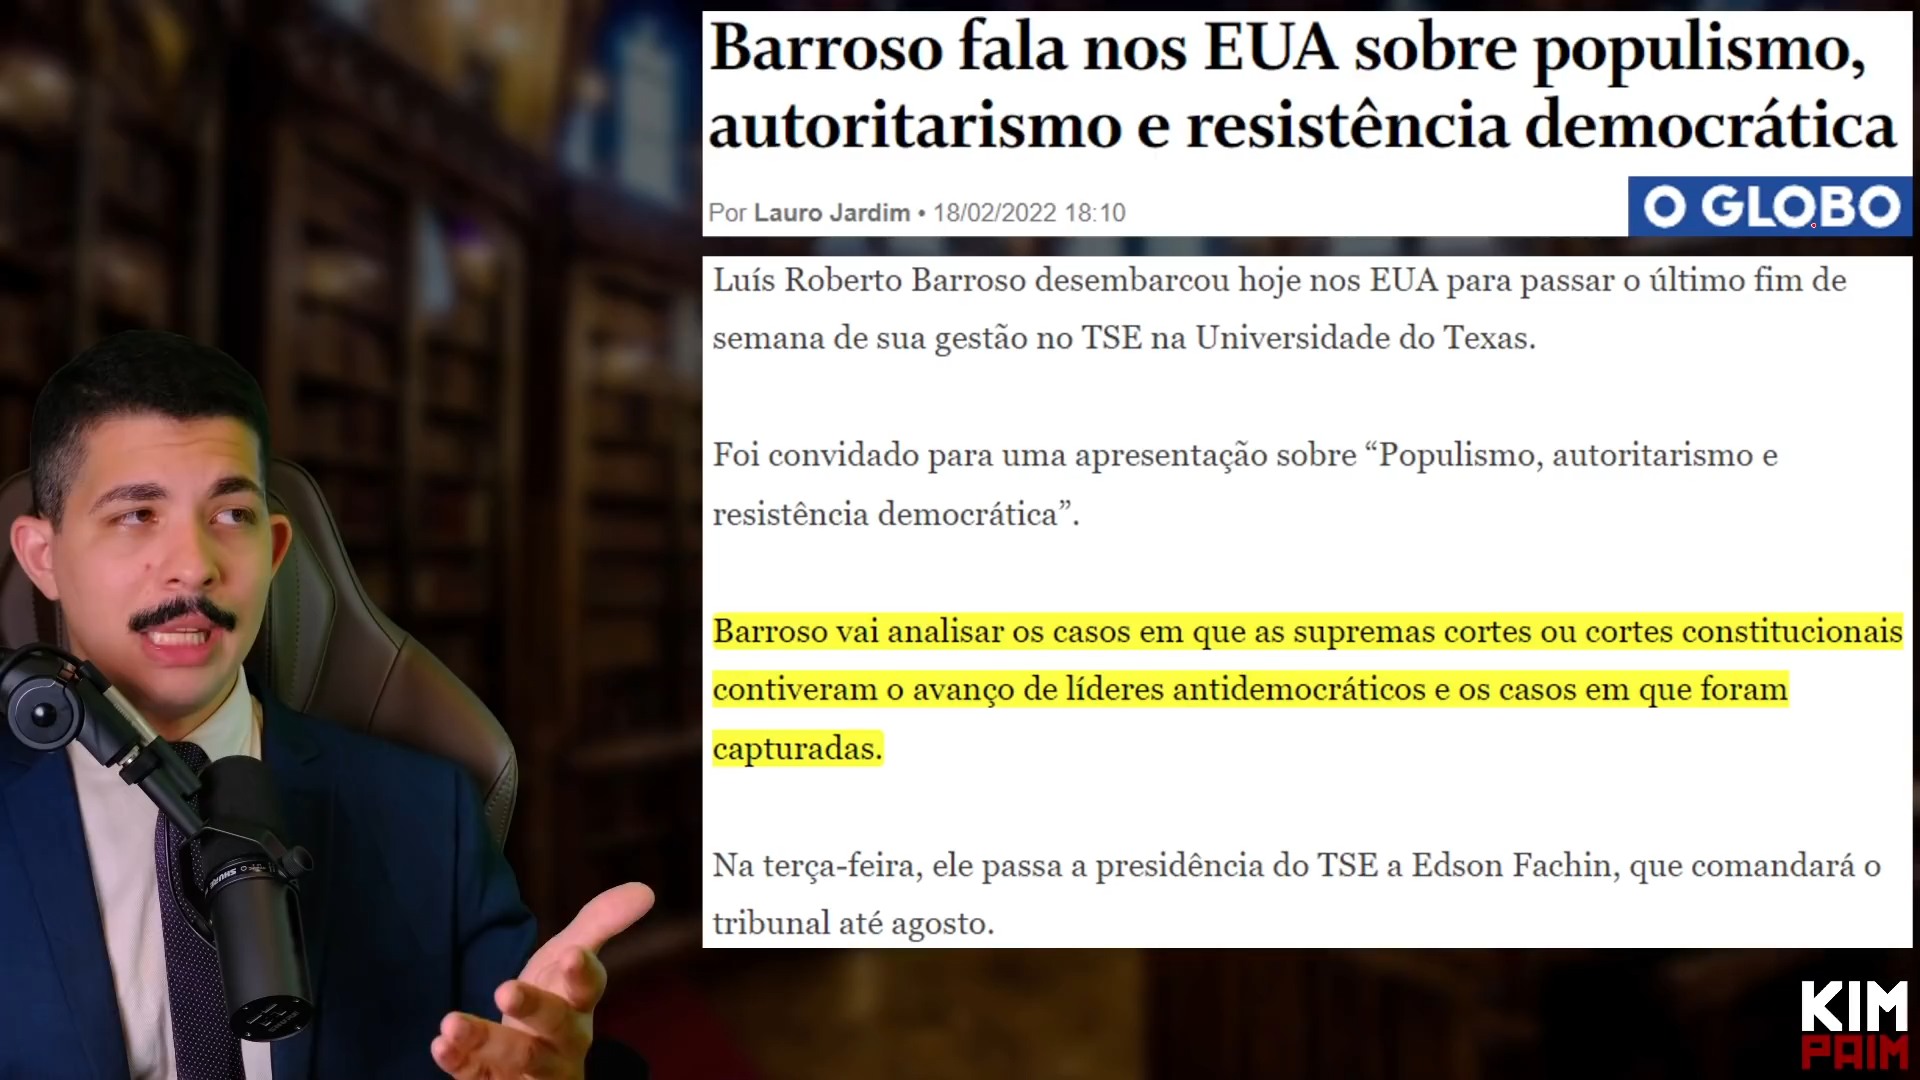 Barroso fala nos EUA sobre populismo,
autoritarismo e resistência democrática
Por Lauro Jardim • 18/02/2022 18:10
O GLOBO
Luís Roberto Barroso desembarcou hoje nos EUA para passar o último fim de
semana de sua gestão no TSE na Universidade do Texas.
Foi convidado para uma apresentação sobre “Populismo, autoritarismo e
resistência democrática”.
Barroso vai analisar os casos em que as supremas cortes ou cortes constitucionais
contiveram o avanço de líderes antidemocráticos e os casos em que foram
capturadas.
Na terça-feira, ele passa a presidência do TSE a Edson Fachin, que comandará o
tribunal até agosto.
SHURE
KIM
PAIM